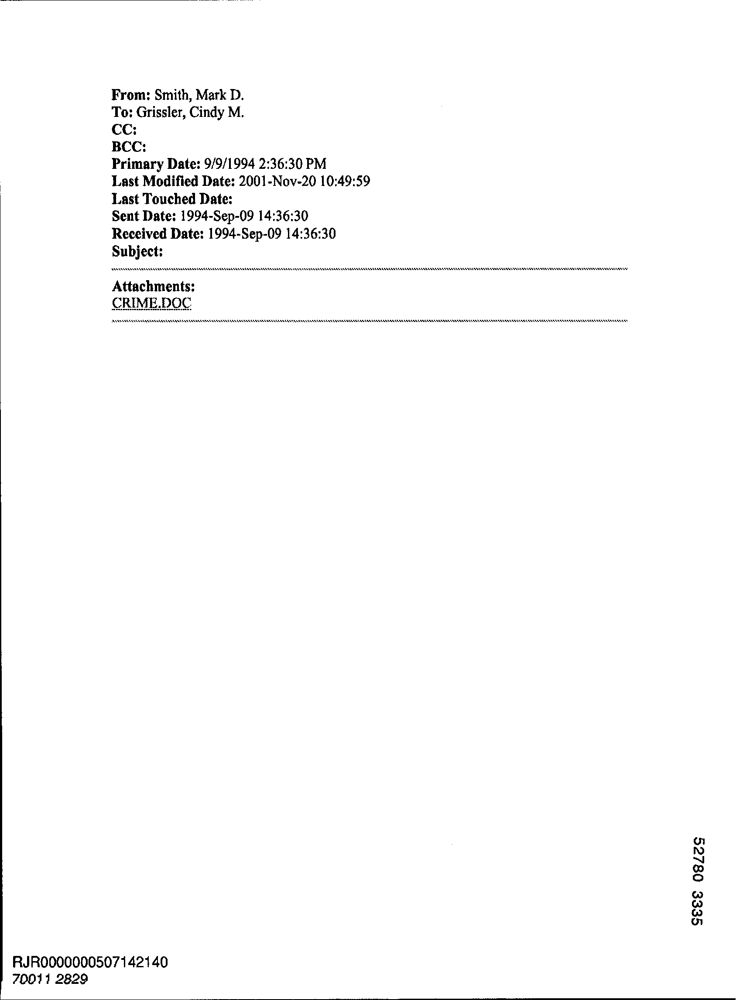 From: Smith, Mark D.
To: Grissler, Cindy M.
CC:
BCC:
Primary Date: 9/9/1994 2:36:30 PM
Last Modified Date: 2001-Nov-20 10:49:59
Last Touched Date:
Sent Date: 1994-Sep-09 14:36:30
Received Date: 1994-Sep-09 14:36:30
Subject:
Attachments:
CRIME.DOC
52780 3335
RJR0000000507142140
70011 2829